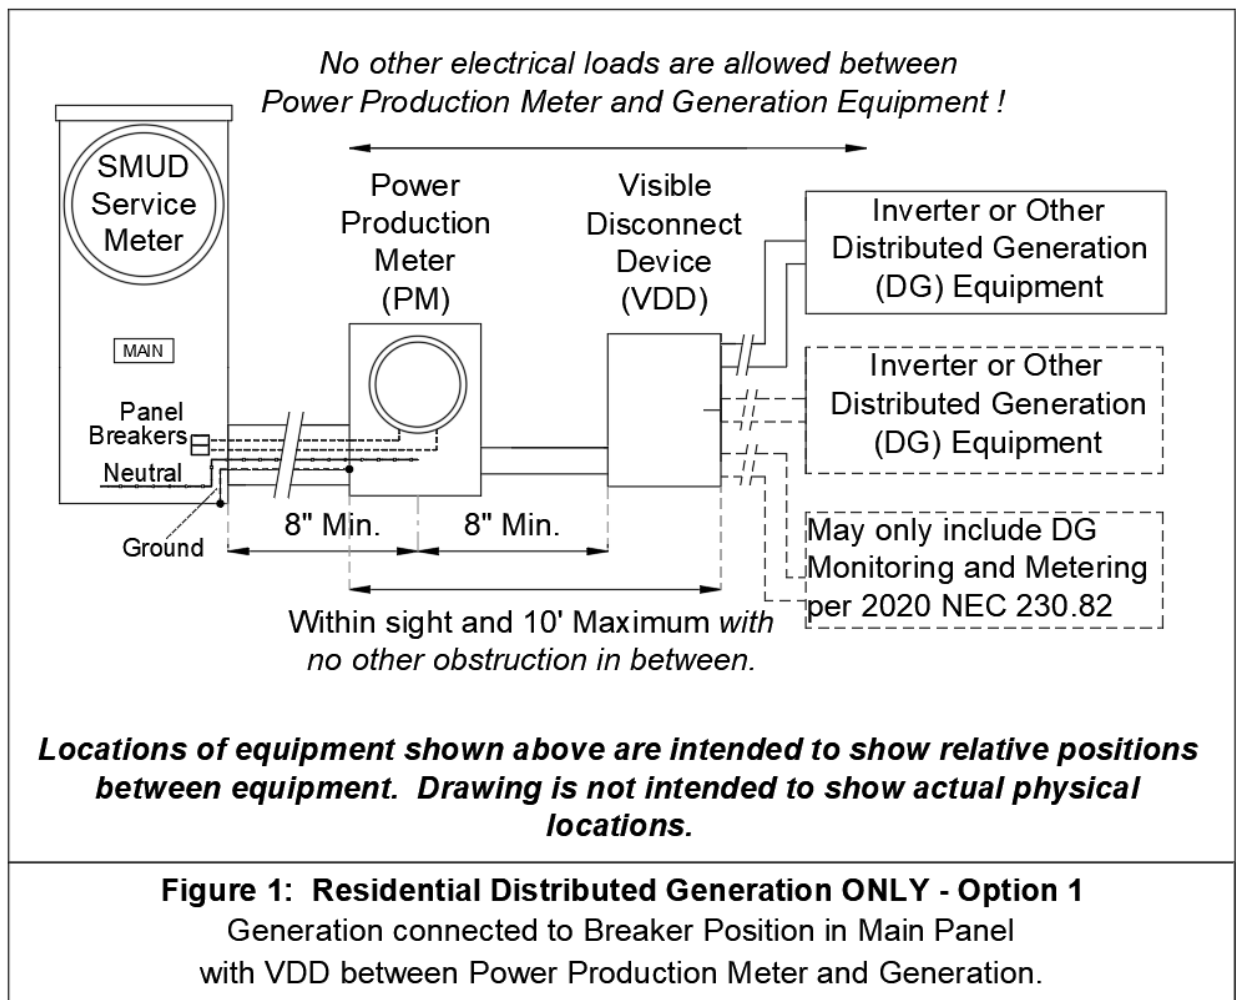 No other electrical loads are allowed between
Power Production Meter and Generation Equipment !
SMUD
Service
Meter
Power
Production
Meter
(PM)
Visible
Disconnect
Device
(VDD)
Inverter or Other
Distributed Generation
(DG) Equipment
MAIN
Inverter or Other
Distributed Generation
(DG) Equipment
Panel
Breakers
Neutral
Ground
8" Min.
8" Min.
May only include DG
Monitoring and Metering
per 2020 NEC 230.82
Within sight and 10' Maximum with
no other obstruction in between.
Locations of equipment shown above are intended to show relative positions
between equipment.  Drawing is not intended to show actual physical
locations.
Figure 1:  Residential Distributed Generation ONLY - Option 1
Generation connected to Breaker Position in Main Panel
with VDD between Power Production Meter and Generation.